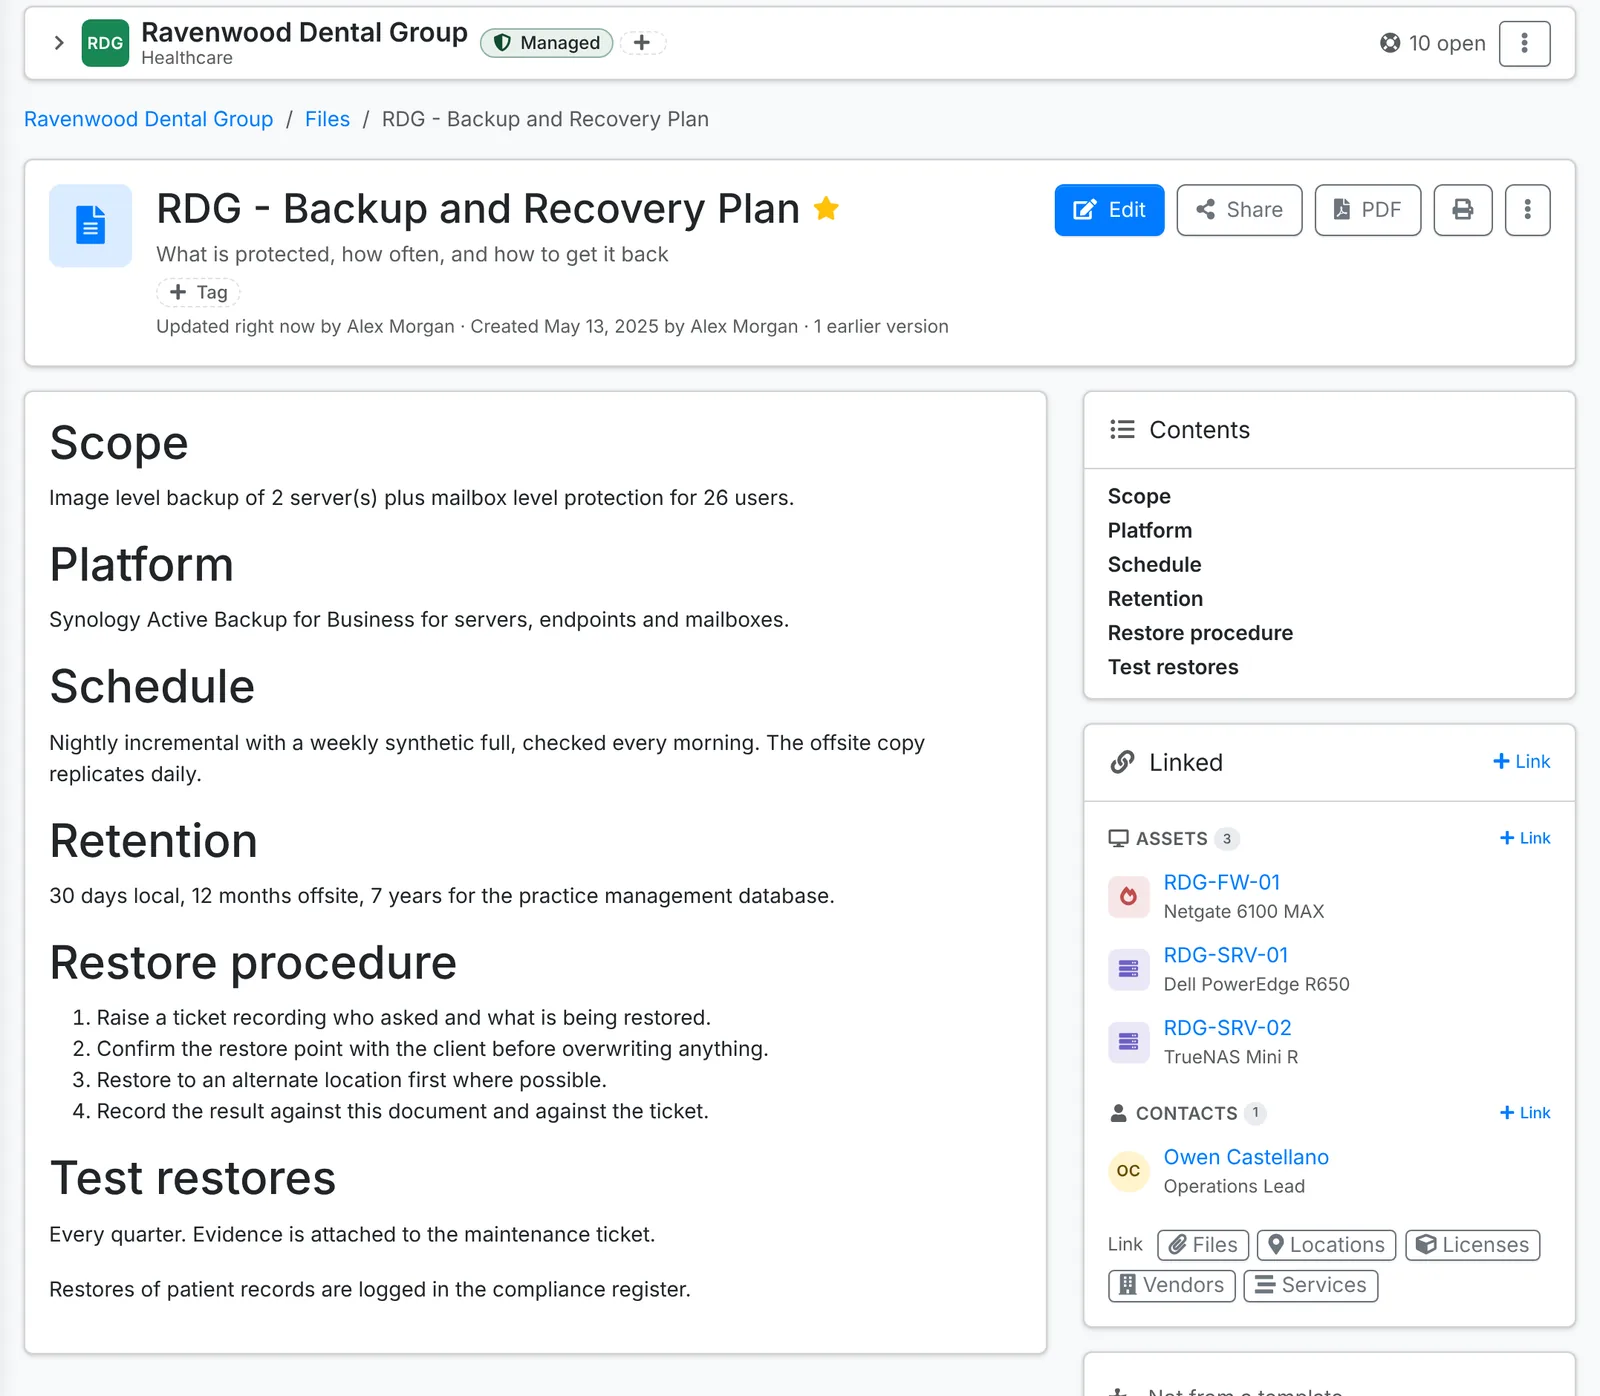 RDG
Ravenwood Dental Group
Healthcare
Managed
10 open
Ravenwood Dental Group / Files / RDG - Backup and Recovery Plan
RDG - Backup and Recovery Plan
What is protected, how often, and how to get it back
Tag
Updated right now by Alex Morgan · Created May 13, 2025 by Alex Morgan · 1 earlier version
Edit
Share
PDF
Scope
Image level backup of 2 server(s) plus mailbox level protection for 26 users.
Platform
Synology Active Backup for Business for servers, endpoints and mailboxes.
Schedule
Nightly incremental with a weekly synthetic full, checked every morning. The offsite copy
replicates daily.
Retention
30 days local, 12 months offsite, 7 years for the practice management database.
Restore procedure
1. Raise a ticket recording who asked and what is being restored.
2. Confirm the restore point with the client before overwriting anything.
3. Restore to an alternate location first where possible.
4. Record the result against this document and against the ticket.
Test restores
Every quarter. Evidence is attached to the maintenance ticket.
Restores of patient records are logged in the compliance register.
Contents
Scope
Platform
Schedule
Retention
Restore procedure
Test restores
Linked
+ Link
ASSETS 3
+ Link
RDG-FW-01
Netgate 6100 MAX
RDG-SRV-01
Dell PowerEdge R650
RDG-SRV-02
TrueNAS Mini R
CONTACTS 1
+ Link
OC
Owen Castellano
Operations Lead
Link Files Locations Licenses
Vendors Services
Not from a template